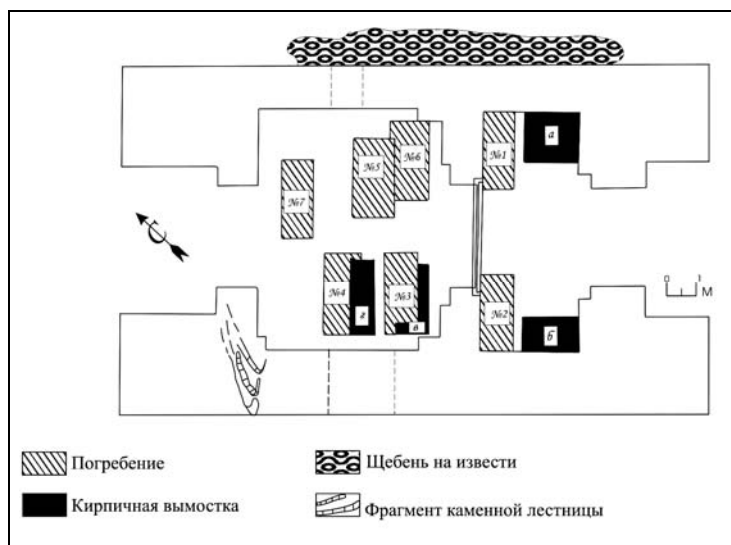 а
№1
№6
№5
№7
С
0 1
М
№4
г
№3
в
№2
б
Погребение
Щебень на извести
Кирпичная вымостка
Фрагмент каменной лестницы